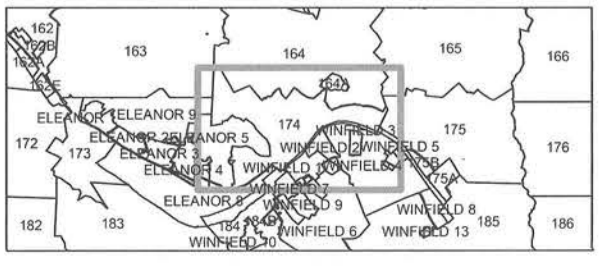 162
162B
162A
162E
163
164
164A
165
166
172
173
ELEANOR
ELEANOR 9
ELEANOR 2
ELEANOR 5
ELEANOR 3
ELEANOR 4
ELEANOR 8
174
WINFIELD 3
WINFIELD 2
WINFIELD 5
WINFIELD 1
WINFIELD 4
175
175B
175A
176
WINFIELD 7
WINFIELD 9
WINFIELD 8
182
183
184
184B
WINFIELD 10
WINFIELD 6
WINFIELD 13
185
186